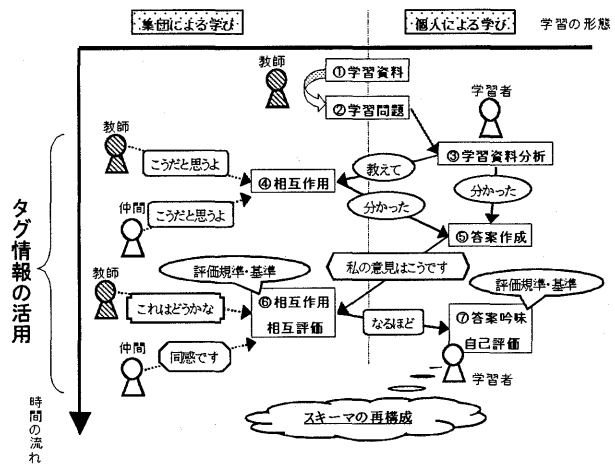 集団による学び
個人による学び
学習の形態
教師
①学習資料
②学習問題
学習者
③学習資料分析
教師
こうだと思うよ
教えて
④相互作用
分かった
分かった
仲間
こうだと思うよ
⑤答案作成
タグ情報の活用
評価規準・基準
私の意見はこうです
評価規準・基準
教師
これはどうかな
⑥相互作用
相互評価
なるほど
⑦答案吟味
自己評価
仲間
同感です
学習者
スキーマの再構成
時間の流れ